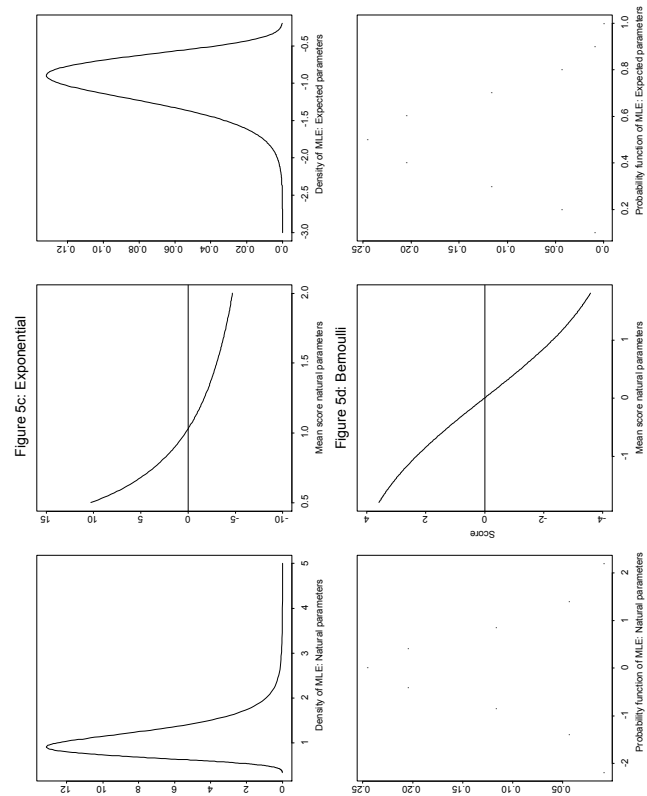 Figure 5c: Exponential
12
10
8
6
4
2
0
1 2 3 4 5
Density of MLE: Natural parameters
15
10
5
0
-5
-10
0.5 1.0 1.5 2.0
Mean score natural parameters
0.12
0.10
0.08
0.06
0.04
0.02
0.0
-3.0 -2.5 -2.0 -1.5 -1.0 -0.5
Density of MLE: Expected parameters
Figure 5d: Bernoulli
0.25
0.20
0.15
0.10
0.05
-2 -1 0 1 2
Probability function of MLE: Natural parameters
Score
4
2
0
-2
-4
-1 0 1
Mean score natural parameters
0.25
0.20
0.15
0.10
0.05
0.0
0.2 0.4 0.6 0.8 1.0
Probability function of MLE: Expected parameters